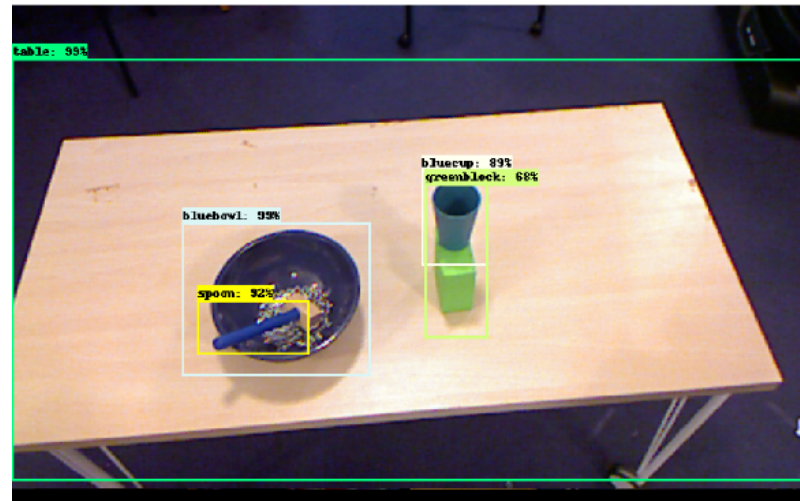 table: 99%
bluecup: 89%
greenblock: 68%
bluebowl: 99%
spoon: 92%